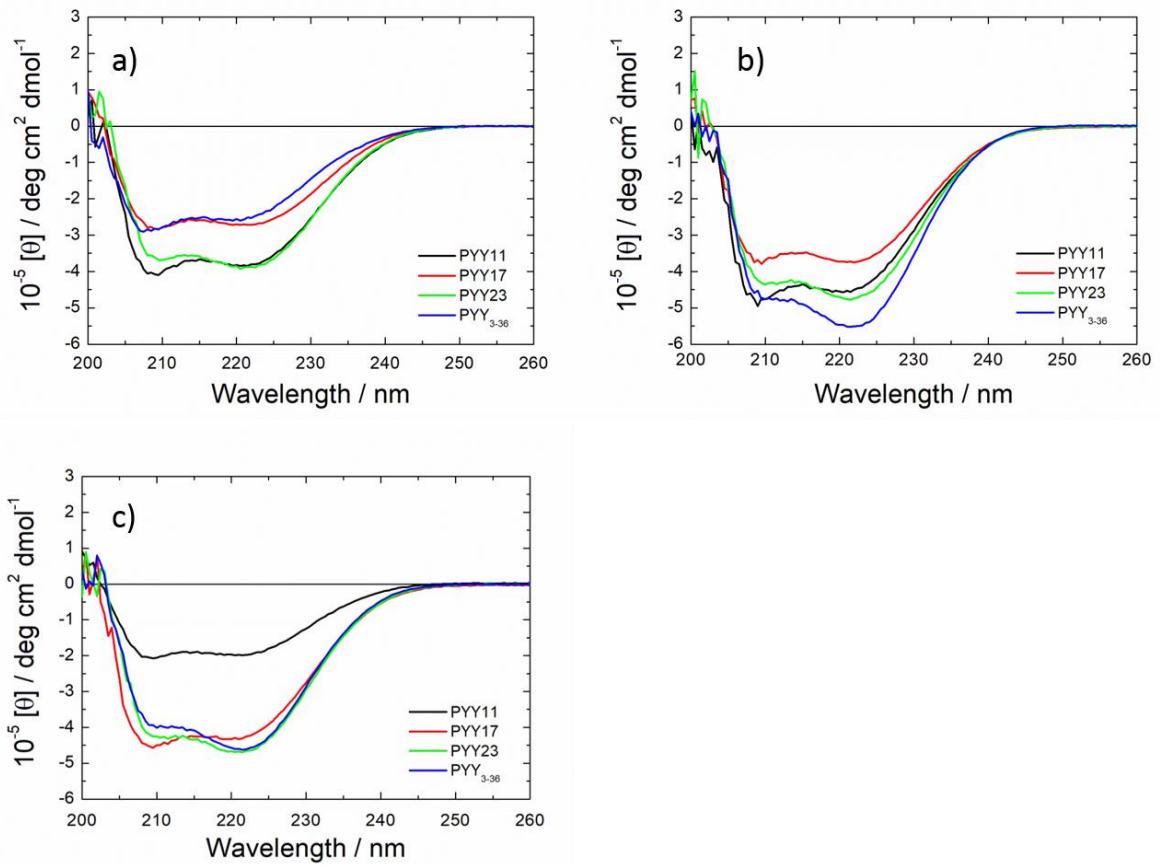 a)
3
2
1
0
-1
-2
-3
-4
-5
-6
10⁻⁵ [θ] / deg cm² dmol⁻¹
PYY11
PYY17
PYY23
PYY₃₋₃₆
200 210 220 230 240 250 260
Wavelength / nm
b)
3
2
1
0
-1
-2
-3
-4
-5
-6
10⁻⁵ [θ] / deg cm² dmol⁻¹
PYY11
PYY17
PYY23
PYY₃₋₃₆
200 210 220 230 240 250 260
Wavelength / nm
c)
3
2
1
0
-1
-2
-3
-4
-5
-6
10⁻⁵ [θ] / deg cm² dmol⁻¹
PYY11
PYY17
PYY23
PYY₃₋₃₆
200 210 220 230 240 250 260
Wavelength / nm